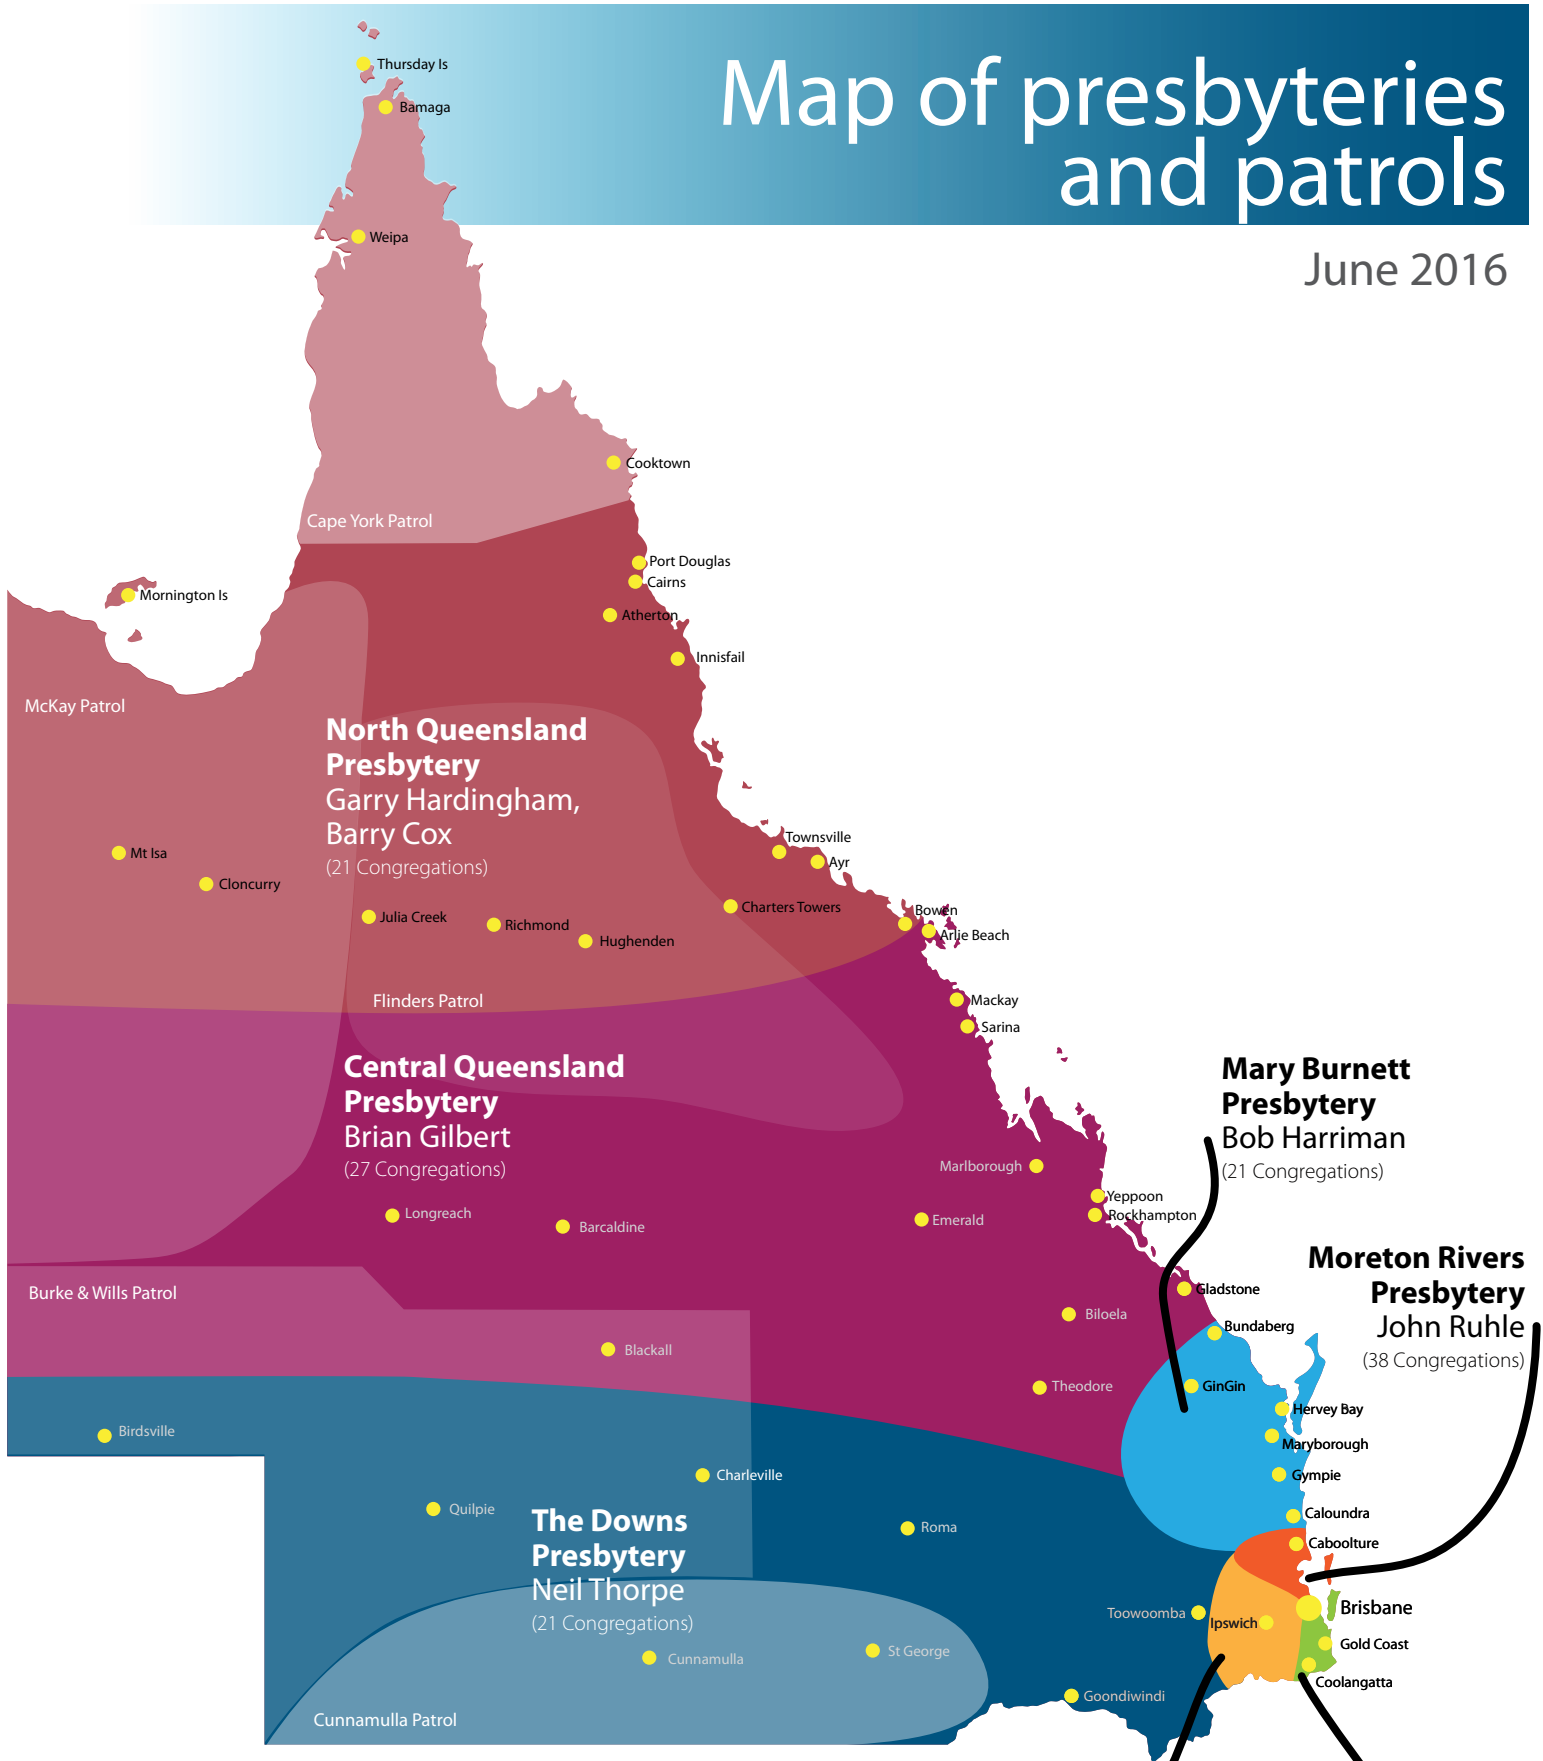 Map of presbyteries
and patrols
June 2016
Thursday Is
Bamaga
Weipa
Cooktown
Cape York Patrol
Port Douglas
Cairns
Mornington Is
Atherton
Innisfail
McKay Patrol
North Queensland
Presbytery
Garry Hardingham,
Barry Cox
(21 Congregations)
Townsville
Ayr
Mt Isa
Cloncurry
Julia Creek
Richmond
Hughenden
Charters Towers
Bowen
Arlie Beach
Flinders Patrol
Mackay
Sarina
Central Queensland
Presbytery
Brian Gilbert
(27 Congregations)
Mary Burnett
Presbytery
Bob Harriman
(21 Congregations)
Marlborough
Yeppoon
Rockhampton
Longreach
Barcaldine
Emerald
Moreton Rivers
Presbytery
John Ruhle
(38 Congregations)
Burke & Wills Patrol
Gladstone
Biloela
Bundaberg
Blackall
Theodore
GinGin
Hervey Bay
Maryborough
Birdsville
Charleville
Gympie
Quilpie
Caloundra
Roma
Caboolture
The Downs
Presbytery
Neil Thorpe
(21 Congregations)
Toowoomba
Ipswich
Brisbane
Gold Coast
Cunnamulla
St George
Coolangatta
Goondiwindi
Cunnamulla Patrol